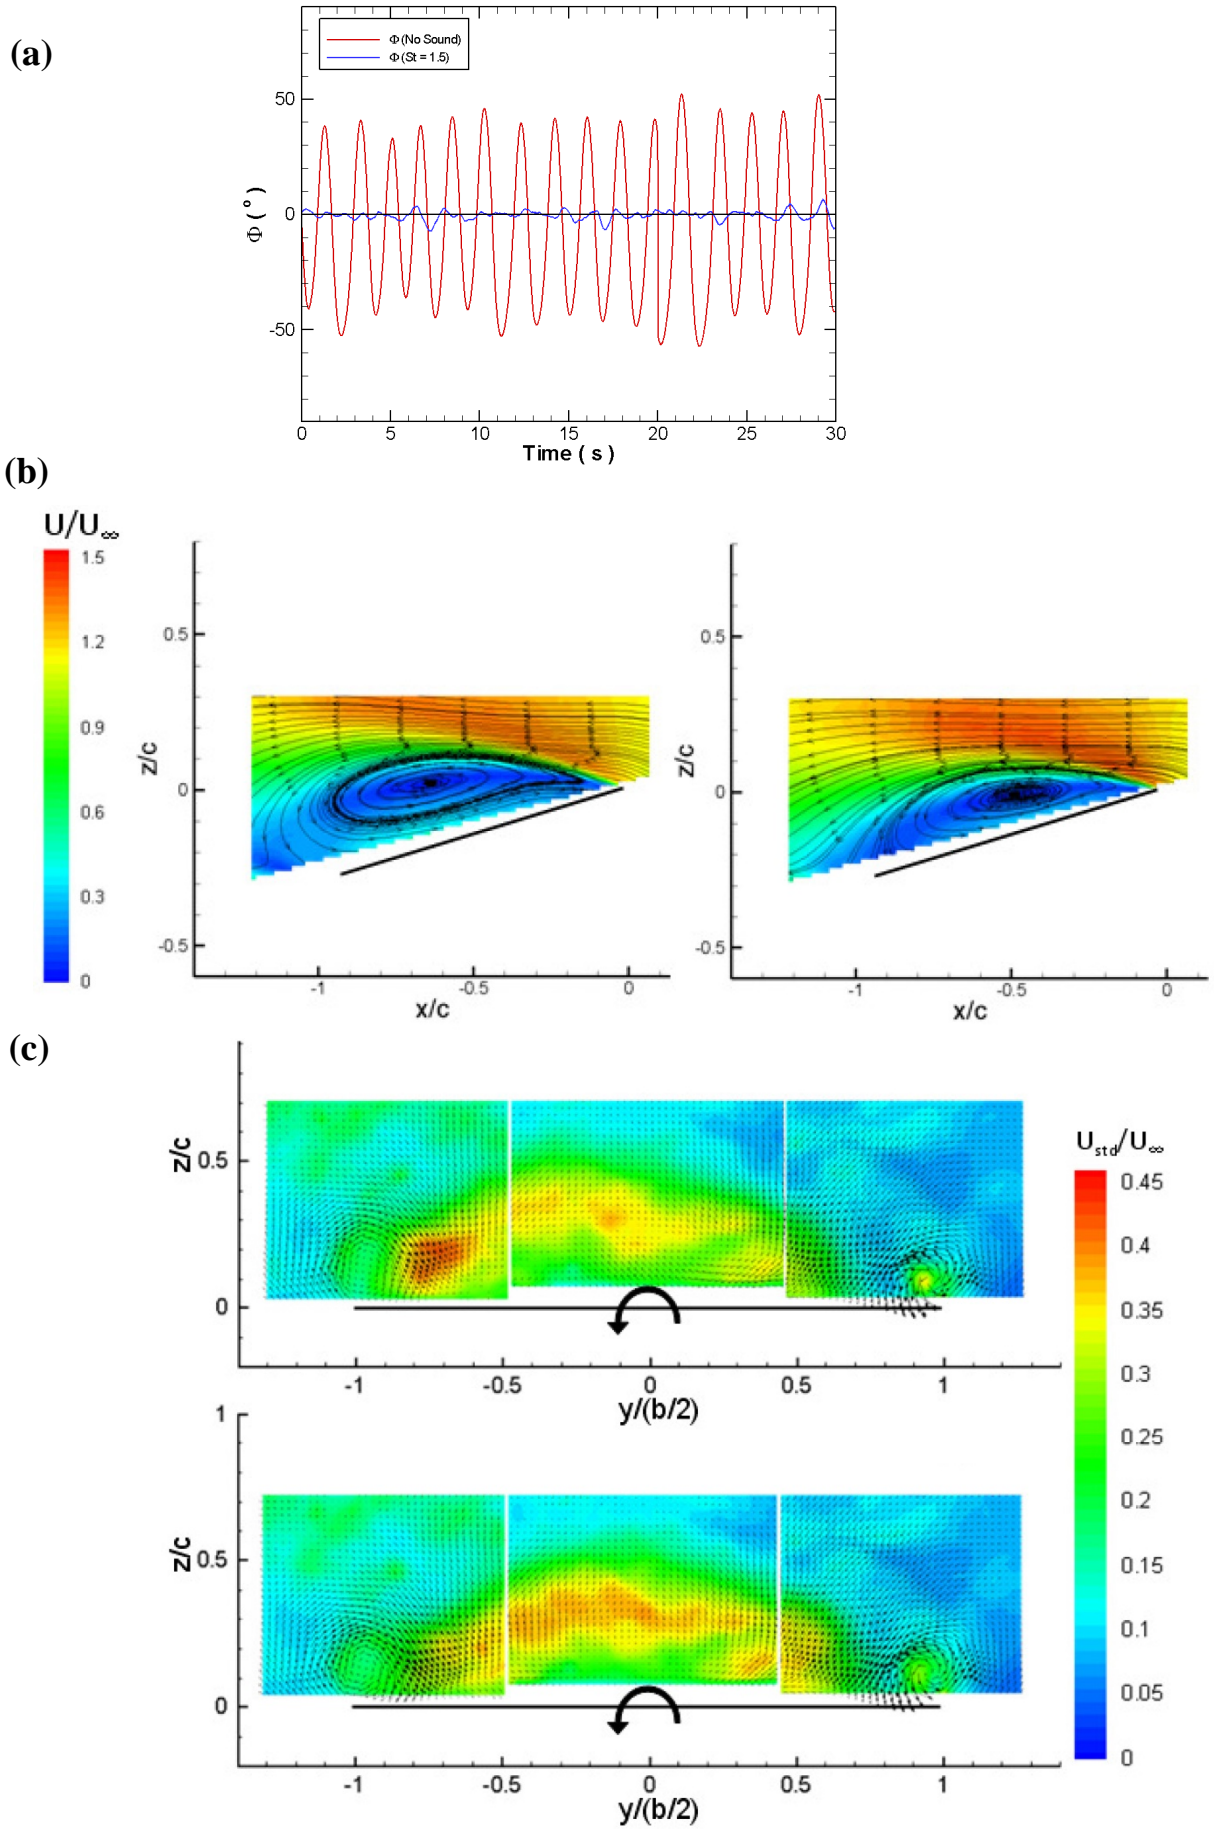 (a)
Φ (No Sound)
Φ (St = 1.5)
50
0
-50
Φ ( ° )
0 5 10 15 20 25 30
Time ( s )
(b)
U/U∞
1.5
1.2
0.9
0.6
0.3
0
0.5
0
-0.5
z/c
-1 -0.5 0
x/c
0.5
0
-0.5
z/c
-1 -0.5 0
x/c
(c)
z/c
0.5
0
-1 -0.5 0 0.5 1
y/(b/2)
1
z/c
0.5
0
-1 -0.5 0 0.5 1
y/(b/2)
Ustd/U∞
0.45
0.4
0.35
0.3
0.25
0.2
0.15
0.1
0.05
0